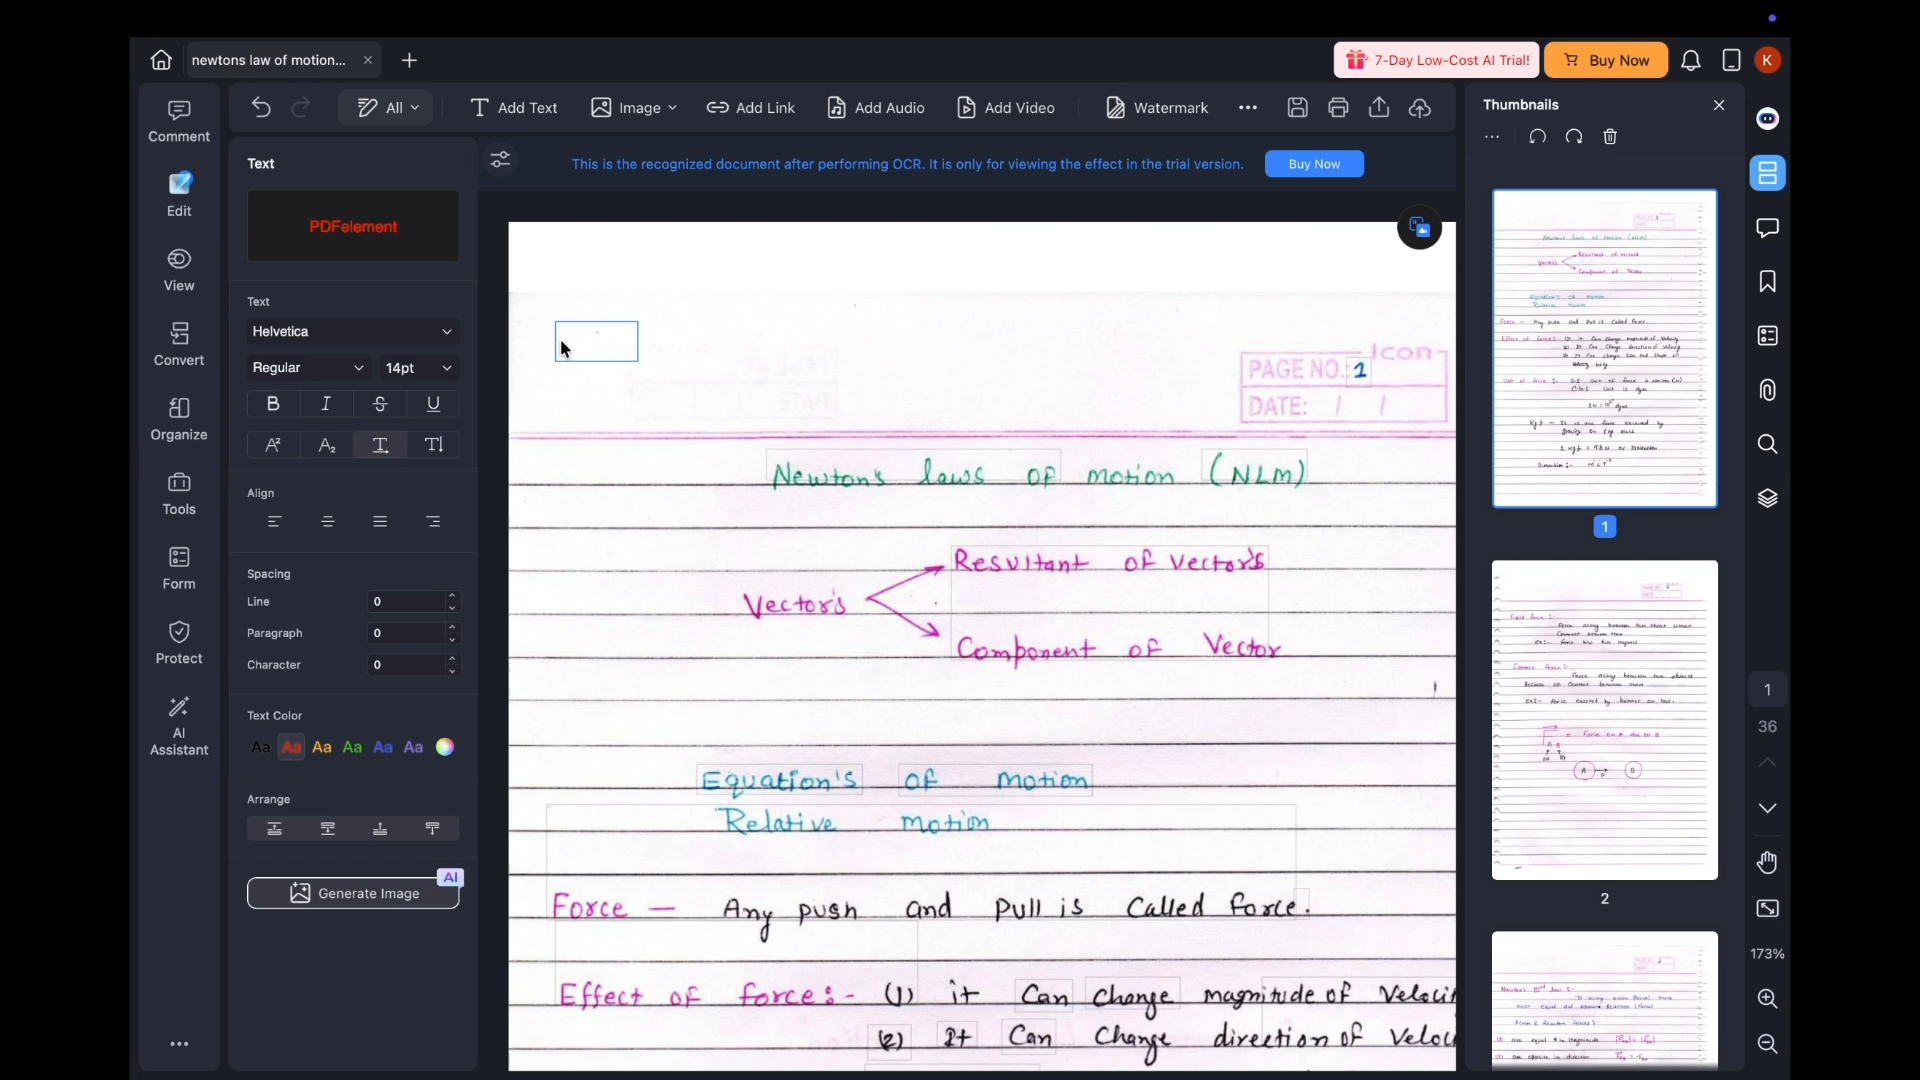 newtons law of motion...
7-Day Low-Cost AI Trial!
Buy Now
K
Comment
Edit
View
Convert
Organize
Tools
Form
Protect
AI Assistant
All
Add Text
Image
Add Link
Add Audio
Add Video
Watermark
Text
PDFelement
Text
Helvetica
Regular
14pt
B
I
S
U
A²
A₂
T
T
Align
Spacing
Line 0
Paragraph 0
Character 0
Text Color
Aa Aa Aa Aa Aa Aa
Arrange
AI
Generate Image
This is the recognized document after performing OCR. It is only for viewing the effect in the trial version.
Buy Now
Icon
PAGE NO.: 1
DATE: / /
Newton's laws of motion (NLM)
Resultant of Vector's
Vector's
Component of Vector
Equation's of motion
Relative motion
Force — Any push and Pull is Called force.
Effect of force:- (1) it Can Change magnitude of Veloci
(2) It Can Change direction of Veloc
Thumbnails
1
2
1
36
173%